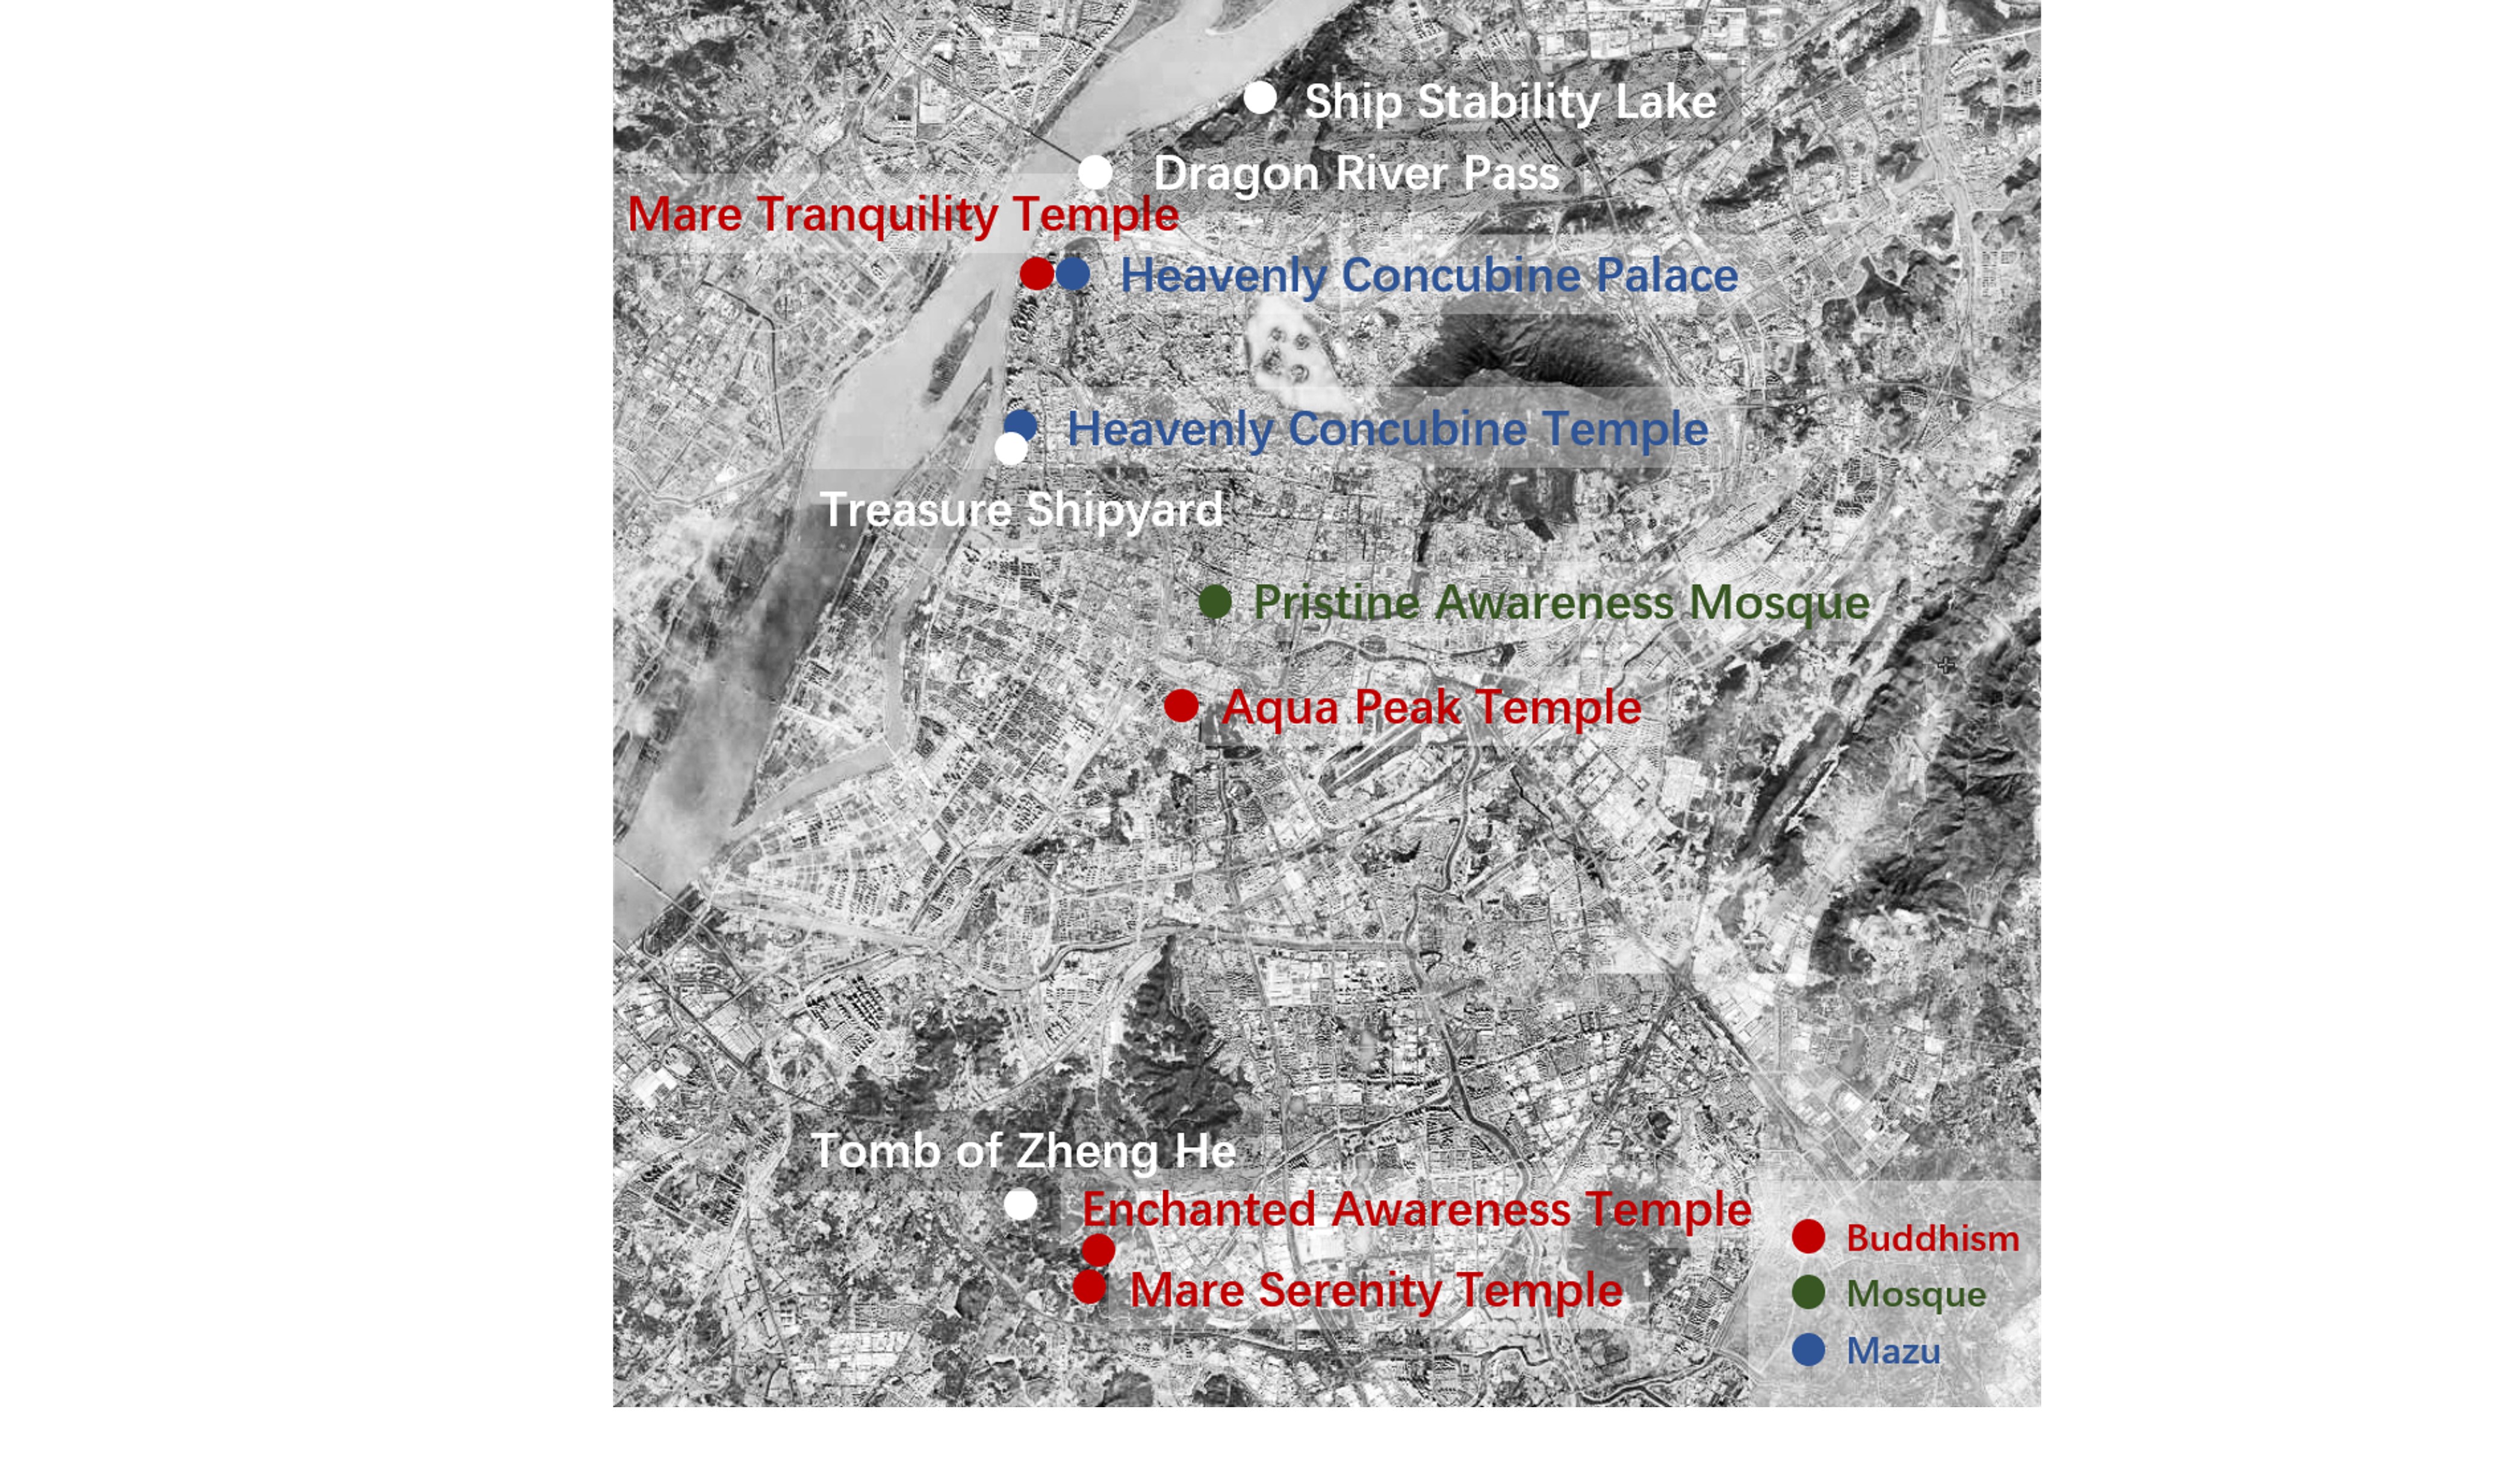 Ship Stability Lake
Dragon River Pass
Mare Tranquility Temple
Heavenly Concubine Palace
Heavenly Concubine Temple
Treasure Shipyard
Pristine Awareness Mosque
Aqua Peak Temple
Tomb of Zheng He
Enchanted Awareness Temple
Mare Serenity Temple
Buddhism
Mosque
Mazu